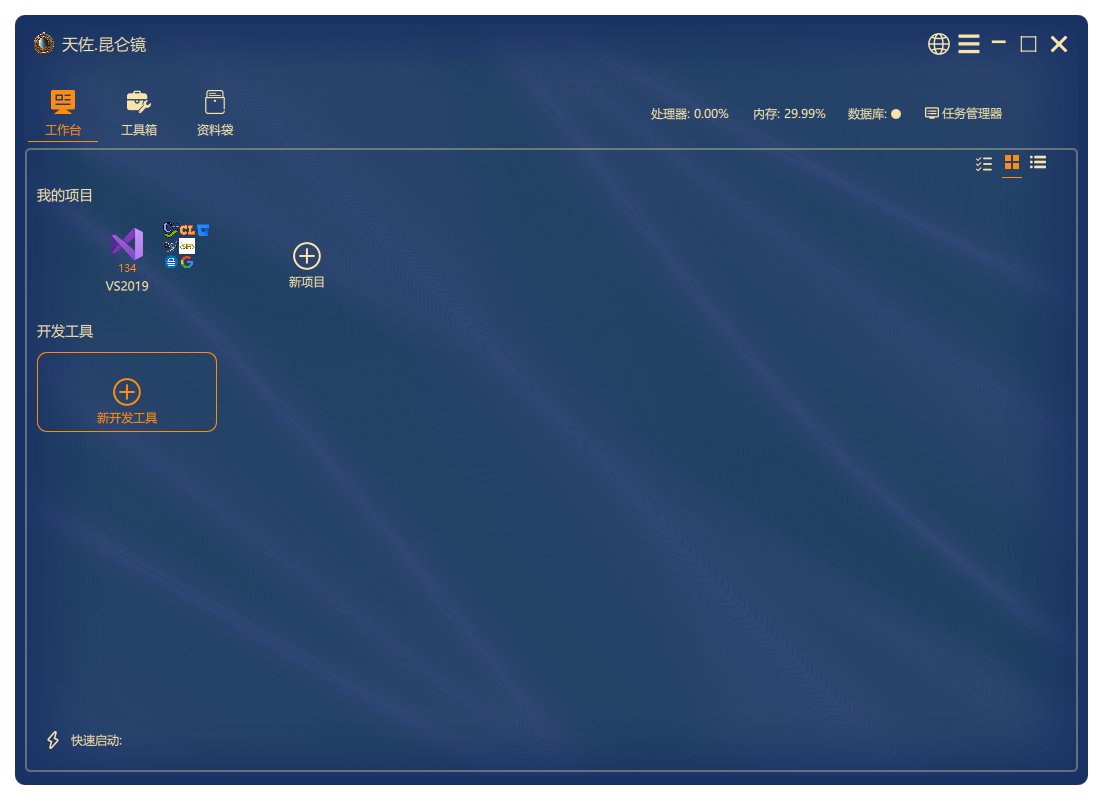 天佐.昆仑镜
工作台 工具箱 资料袋
处理器: 0.00% 内存: 29.99% 数据库: 任务管理器
我的项目
134
VS2019
新项目
开发工具
新开发工具
快速启动: